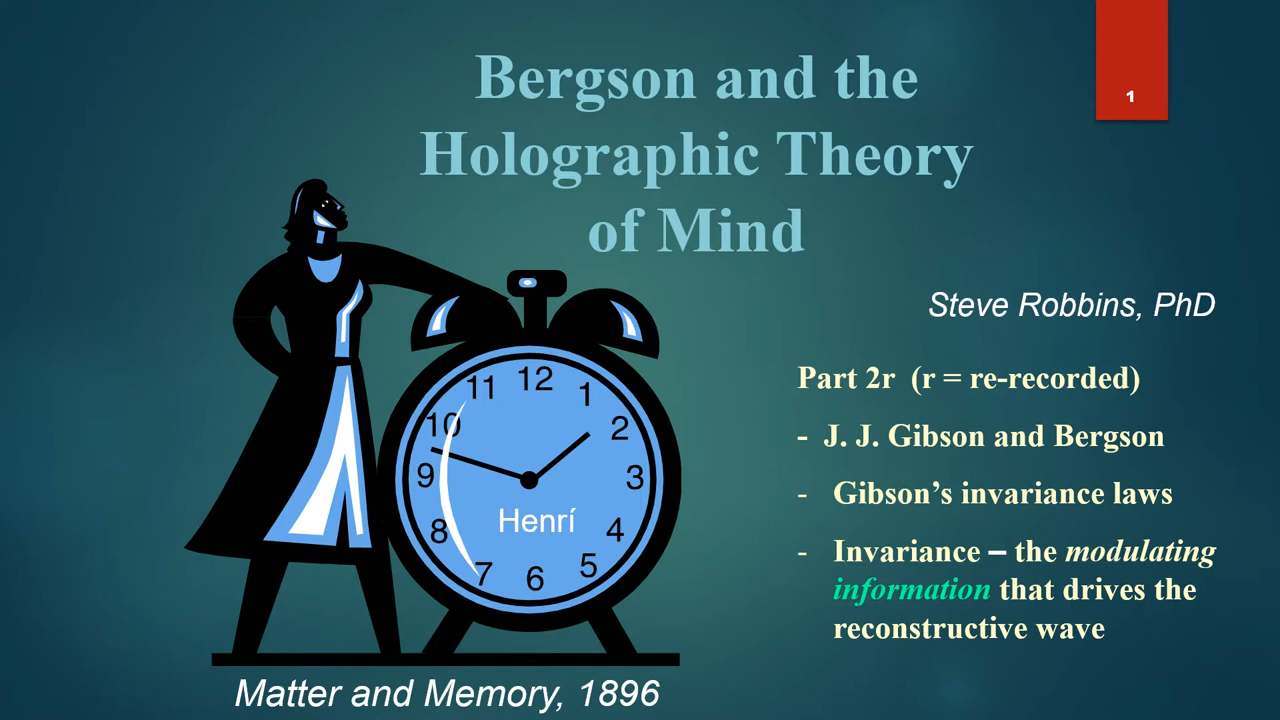 Bergson and the
Holographic Theory
of Mind
1
Steve Robbins, PhD
Part 2r (r = re-recorded)
- J. J. Gibson and Bergson
- Gibson’s invariance laws
- Invariance – the modulating
information that drives the
reconstructive wave
12
11
1
10
2
9
3
8
4
7
5
6
Henrí
Matter and Memory, 1896